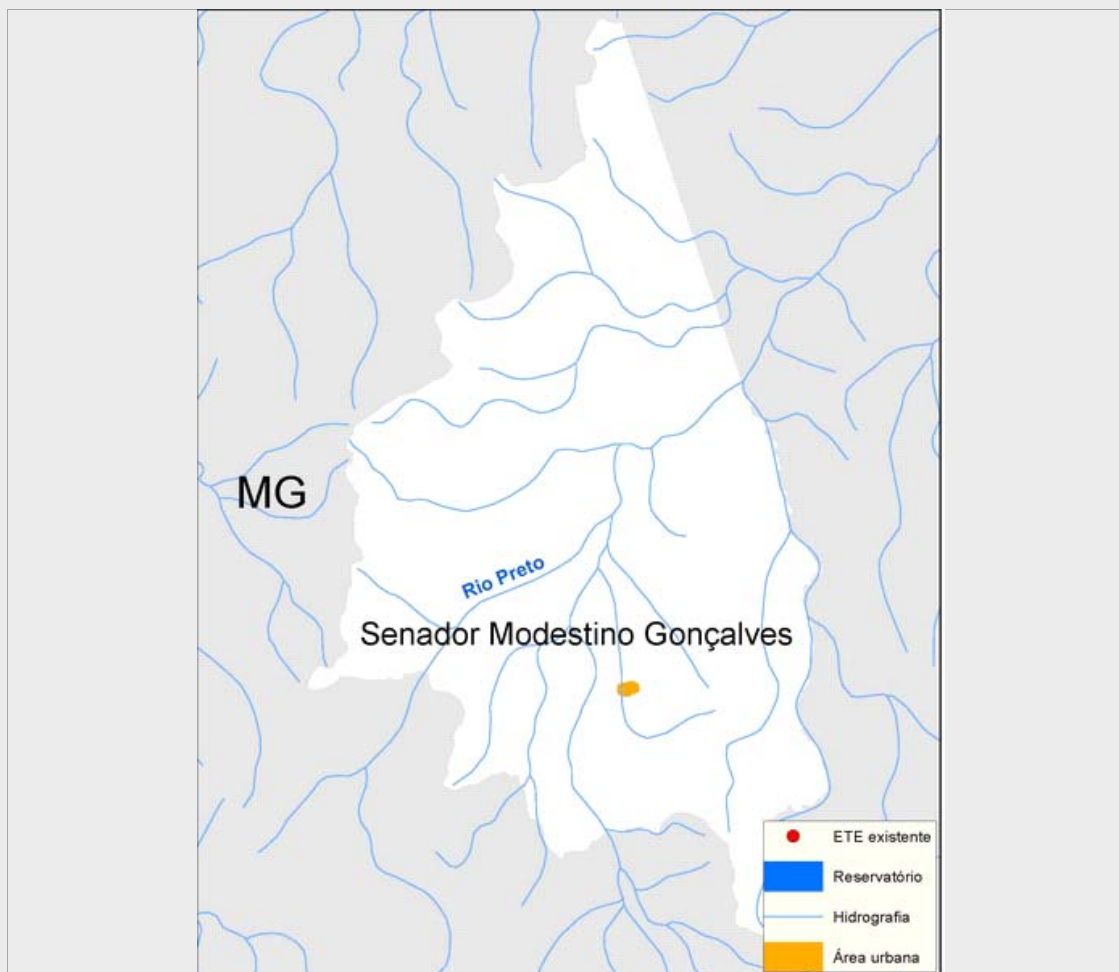 MG
Rio Preto
Senador Modestino Gonçalves
ETE existente
Reservatório
Hidrografia
Área urbana